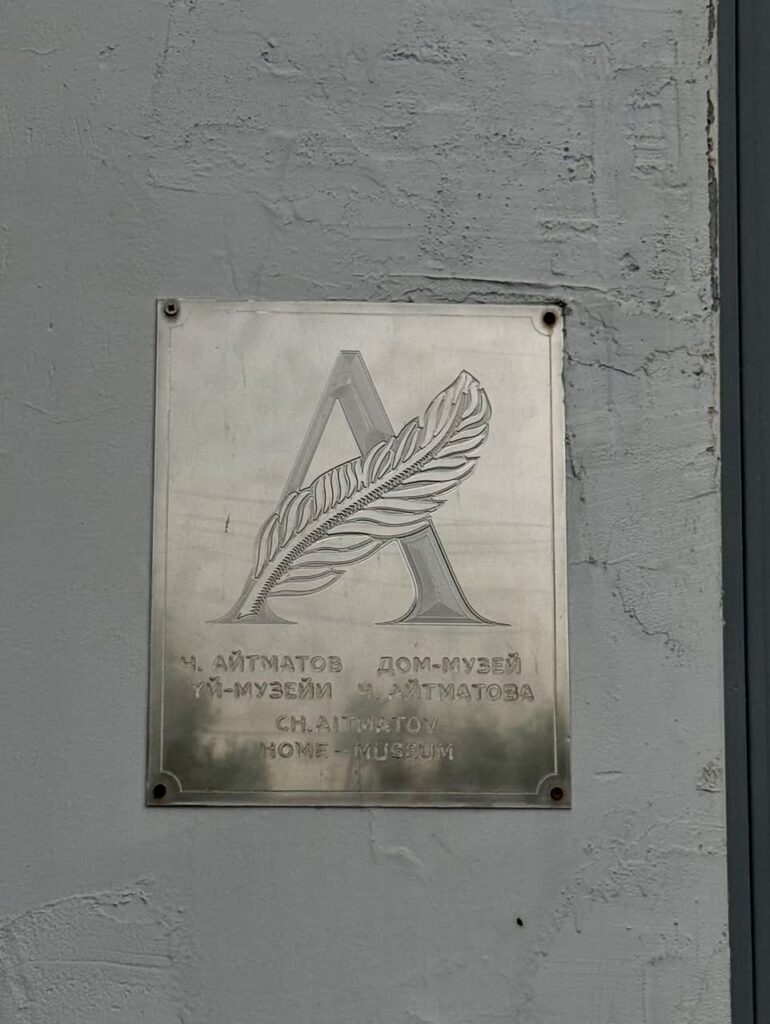 A
Ч. АЙТМАТОВ
ҮЙ-МУЗЕЙИ
ДОМ-МУЗЕЙ
Ч. АЙТМАТОВА
CH.AITMATOV
HOME - MUSEUM